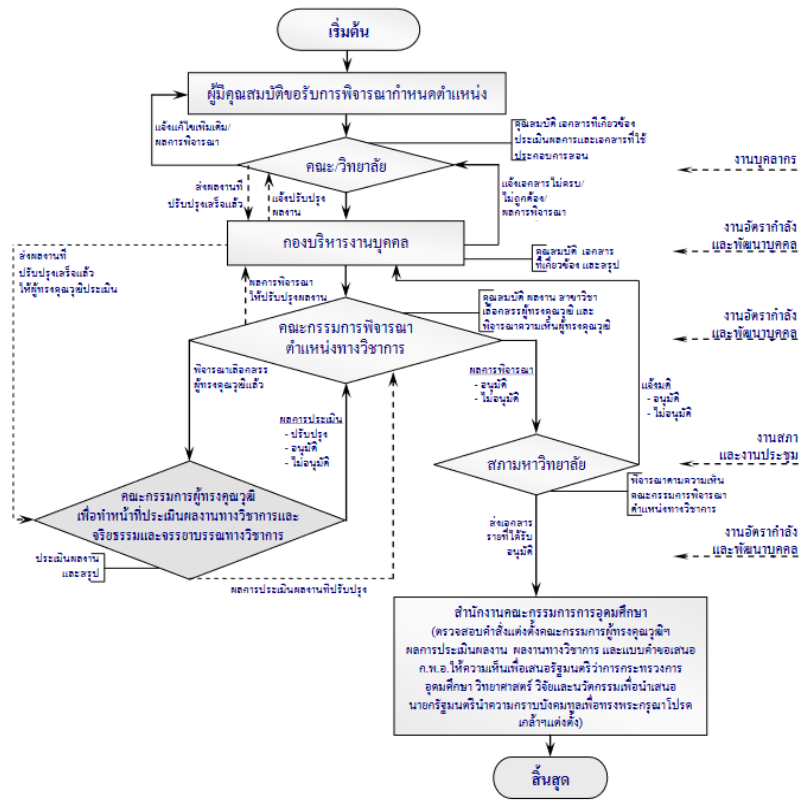 เริ่มต้น
ผู้มีคุณสมบัติขอรับการพิจารณากำหนดตำแหน่ง
แจ้งแก้ไขเพิ่มเติม/
ผลการพิจารณา
คุณสมบัติ เอกสารที่เกี่ยวข้อง
ประเมินผลการและเอกสารที่ใช้
ประกอบการสอน
คณะ/วิทยาลัย
งานบุคลากร
ส่งผลงานที่
ปรับปรุงเสร็จแล้ว
แจ้งปรับปรุง
ผลงาน
แจ้งเอกสารไม่ครบ/
ไม่ถูกต้อง/
ผลการพิจารณา
กองบริหารงานบุคคล
งานอัตรากำลัง
และพัฒนาบุคคล
ส่งผลงานที่
ปรับปรุงเสร็จแล้ว
ให้ผู้ทรงคุณวุฒิประเมิน
คุณสมบัติ เอกสาร
ที่เกี่ยวข้อง และสรุป
ผลการพิจารณา
ให้ปรับปรุงผลงาน
คุณสมบัติ ผลงาน สาขาวิชา
เลือกสรรผู้ทรงคุณวุฒิ และ
พิจารณาความเห็นผู้ทรงคุณวุฒิ
คณะกรรมการพิจารณา
ตำแหน่งทางวิชาการ
งานอัตรากำลัง
และพัฒนาบุคคล
พิจารณาเลือกสรร
ผู้ทรงคุณวุฒิแล้ว
ผลการพิจารณา
- อนุมัติ
- ไม่อนุมัติ
แจ้งมติ
- อนุมัติ
- ไม่อนุมัติ
ผลการประเมิน
- ปรับปรุง
- อนุมัติ
- ไม่อนุมัติ
สภามหาวิทยาลัย
งานสภา
และงานประชุม
คณะกรรมการผู้ทรงคุณวุฒิ
เพื่อทำหน้าที่ประเมินผลงานทางวิชาการและ
จริยธรรมและจรรยาบรรณทางวิชาการ
พิจารณาตามความเห็น
คณะกรรมการพิจารณา
ตำแหน่งทางวิชาการ
ส่งเอกสาร
รายที่ได้รับ
อนุมัติ
งานอัตรากำลัง
และพัฒนาบุคคล
ประเมินผลงาน
และสรุป
ผลการประเมินผลงานที่ปรับปรุง
สำนักงานคณะกรรมการการอุดมศึกษา
(ตรวจสอบคำสั่งแต่งตั้งคณะกรรมการผู้ทรงคุณวุฒิฯ
ผลการประเมินผลงาน ผลงานทางวิชาการ และแบบคำขอเสนอ
ก.พ.อ.ให้ความเห็นเพื่อเสนอรัฐมนตรีว่าการกระทรวงการ
อุดมศึกษา วิทยาศาสตร์ วิจัยและนวัตกรรมเพื่อนำเสนอ
นายกรัฐมนตรีนำความกราบบังคมทูลเพื่อทรงพระกรุณาโปรด
เกล้าฯแต่งตั้ง)
สิ้นสุด